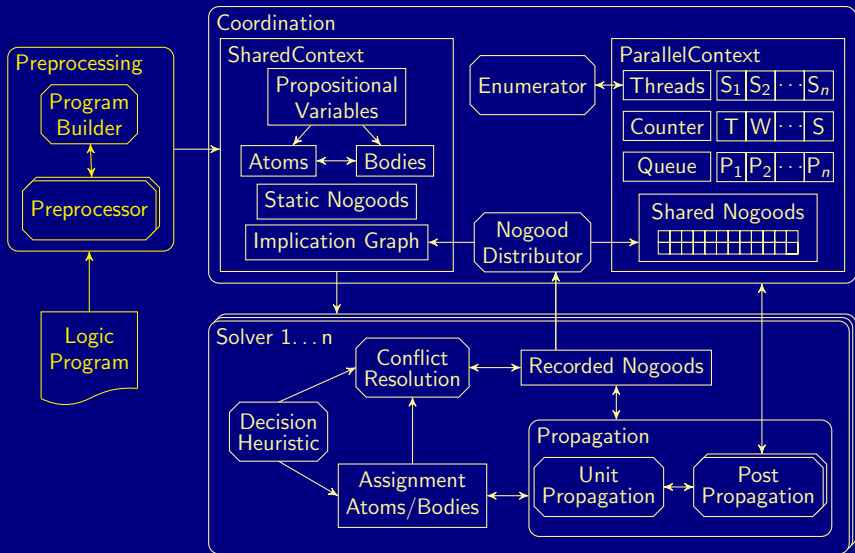 Coordination
Preprocessing
Program
Builder
Preprocessor
Logic
Program
SharedContext
Propositional
Variables
Atoms
Bodies
Static Nogoods
Implication Graph
Enumerator
Nogood
Distributor
ParallelContext
Threads S₁ S₂ ··· Sₙ
Counter T W ··· S
Queue P₁ P₂ ··· Pₙ
Shared Nogoods
Solver 1...n
Conflict
Resolution
Recorded Nogoods
Decision
Heuristic
Assignment
Atoms/Bodies
Propagation
Unit
Propagation
Post
Propagation